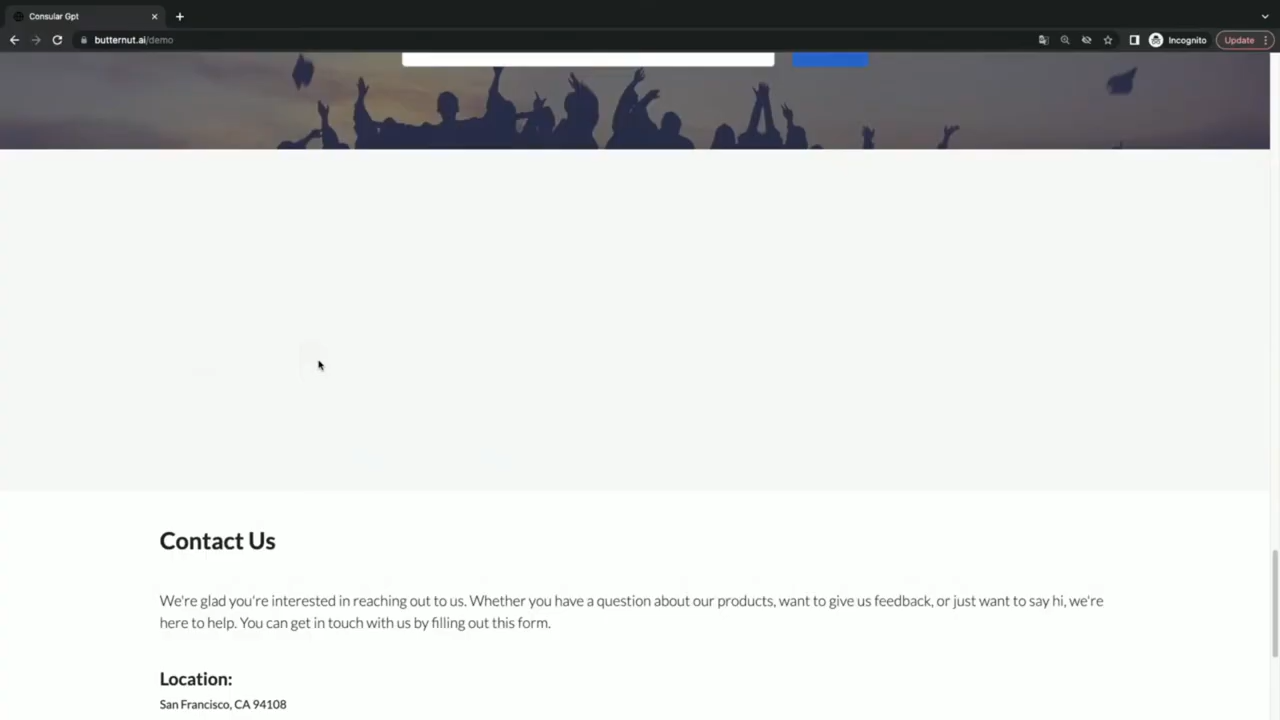 Consular Gpt
butternut.ai/demo
Incognito
Update
Contact Us
We're glad you're interested in reaching out to us. Whether you have a question about our products, want to give us feedback, or just want to say hi, we're
here to help. You can get in touch with us by filling out this form.
Location:
San Francisco, CA 94108